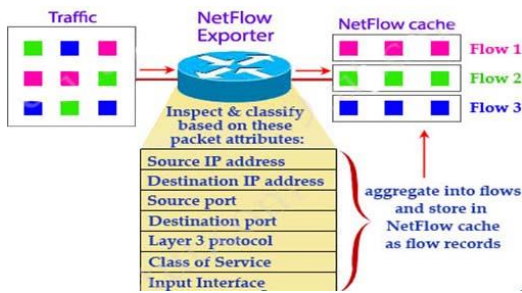 Traffic
NetFlow
Exporter
NetFlow cache
Flow 1
Flow 2
Flow 3
Inspect & classify
based on these
packet attributes:
Source IP address
Destination IP address
Source port
Destination port
Layer 3 protocol
Class of Service
Input Interface
aggregate into flows
and store in
NetFlow cache
as flow records